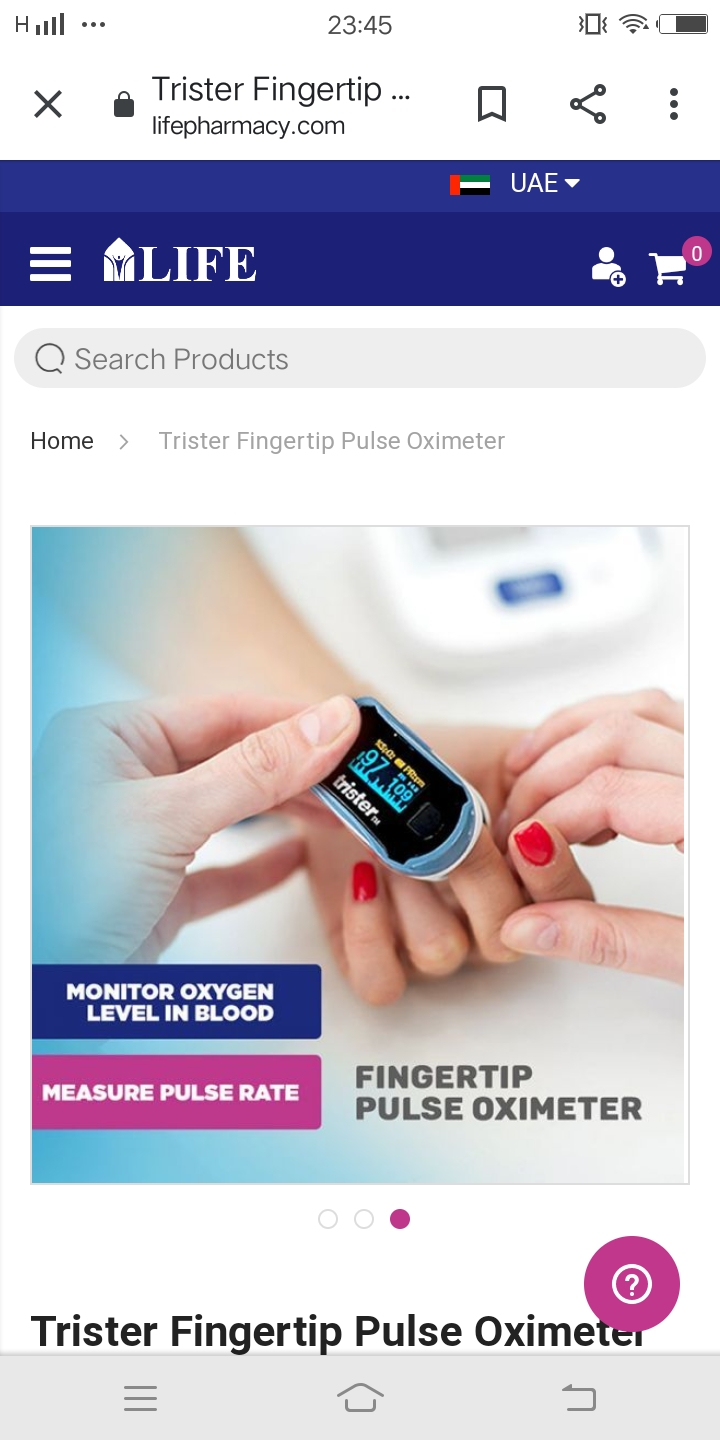 H
23:45
Trister Fingertip ...
lifepharmacy.com
UAE
LIFE
0
Search Products
Home
Trister Fingertip Pulse Oximeter
%SpO2 PRbpm
97
109
trister™
MONITOR OXYGEN
LEVEL IN BLOOD
MEASURE PULSE RATE
FINGERTIP
PULSE OXIMETER
Trister Fingertip Pulse Oximeter